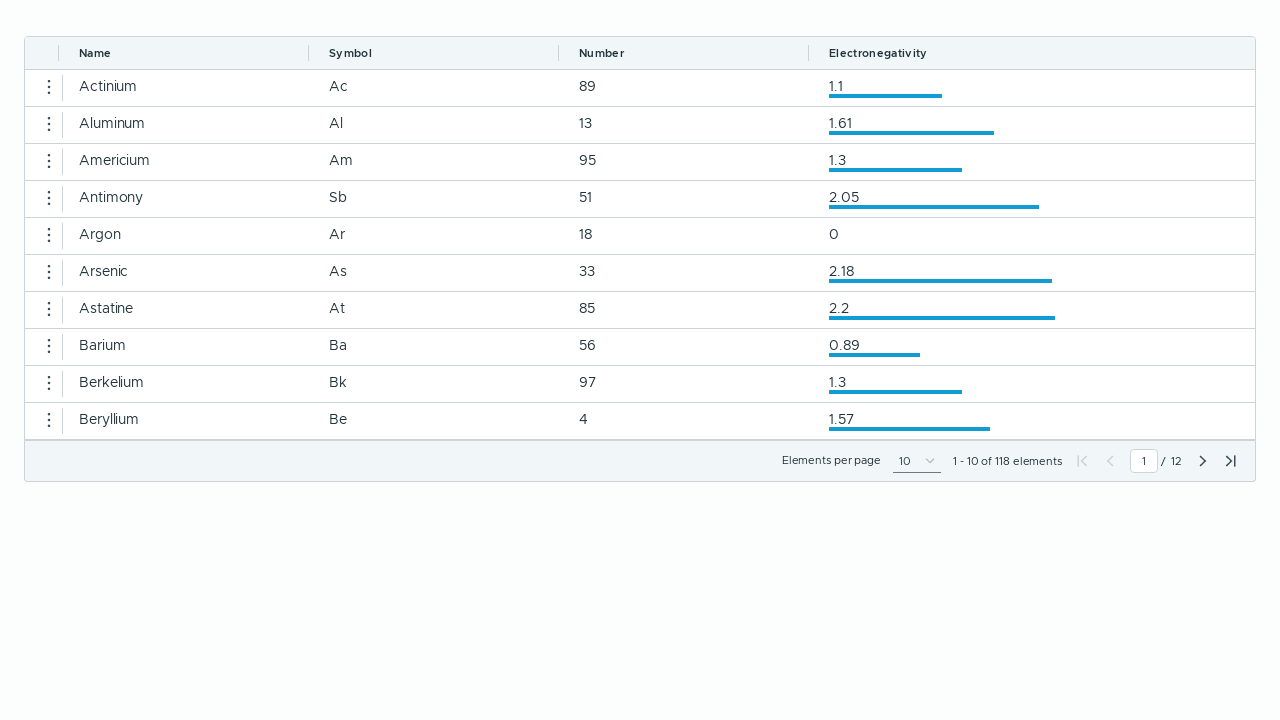 Name Symbol Number Electronegativity
Actinium Ac 89 1.1
Aluminum Al 13 1.61
Americium Am 95 1.3
Antimony Sb 51 2.05
Argon Ar 18 0
Arsenic As 33 2.18
Astatine At 85 2.2
Barium Ba 56 0.89
Berkelium Bk 97 1.3
Beryllium Be 4 1.57
Elements per page 10 1 - 10 of 118 elements 1 / 12